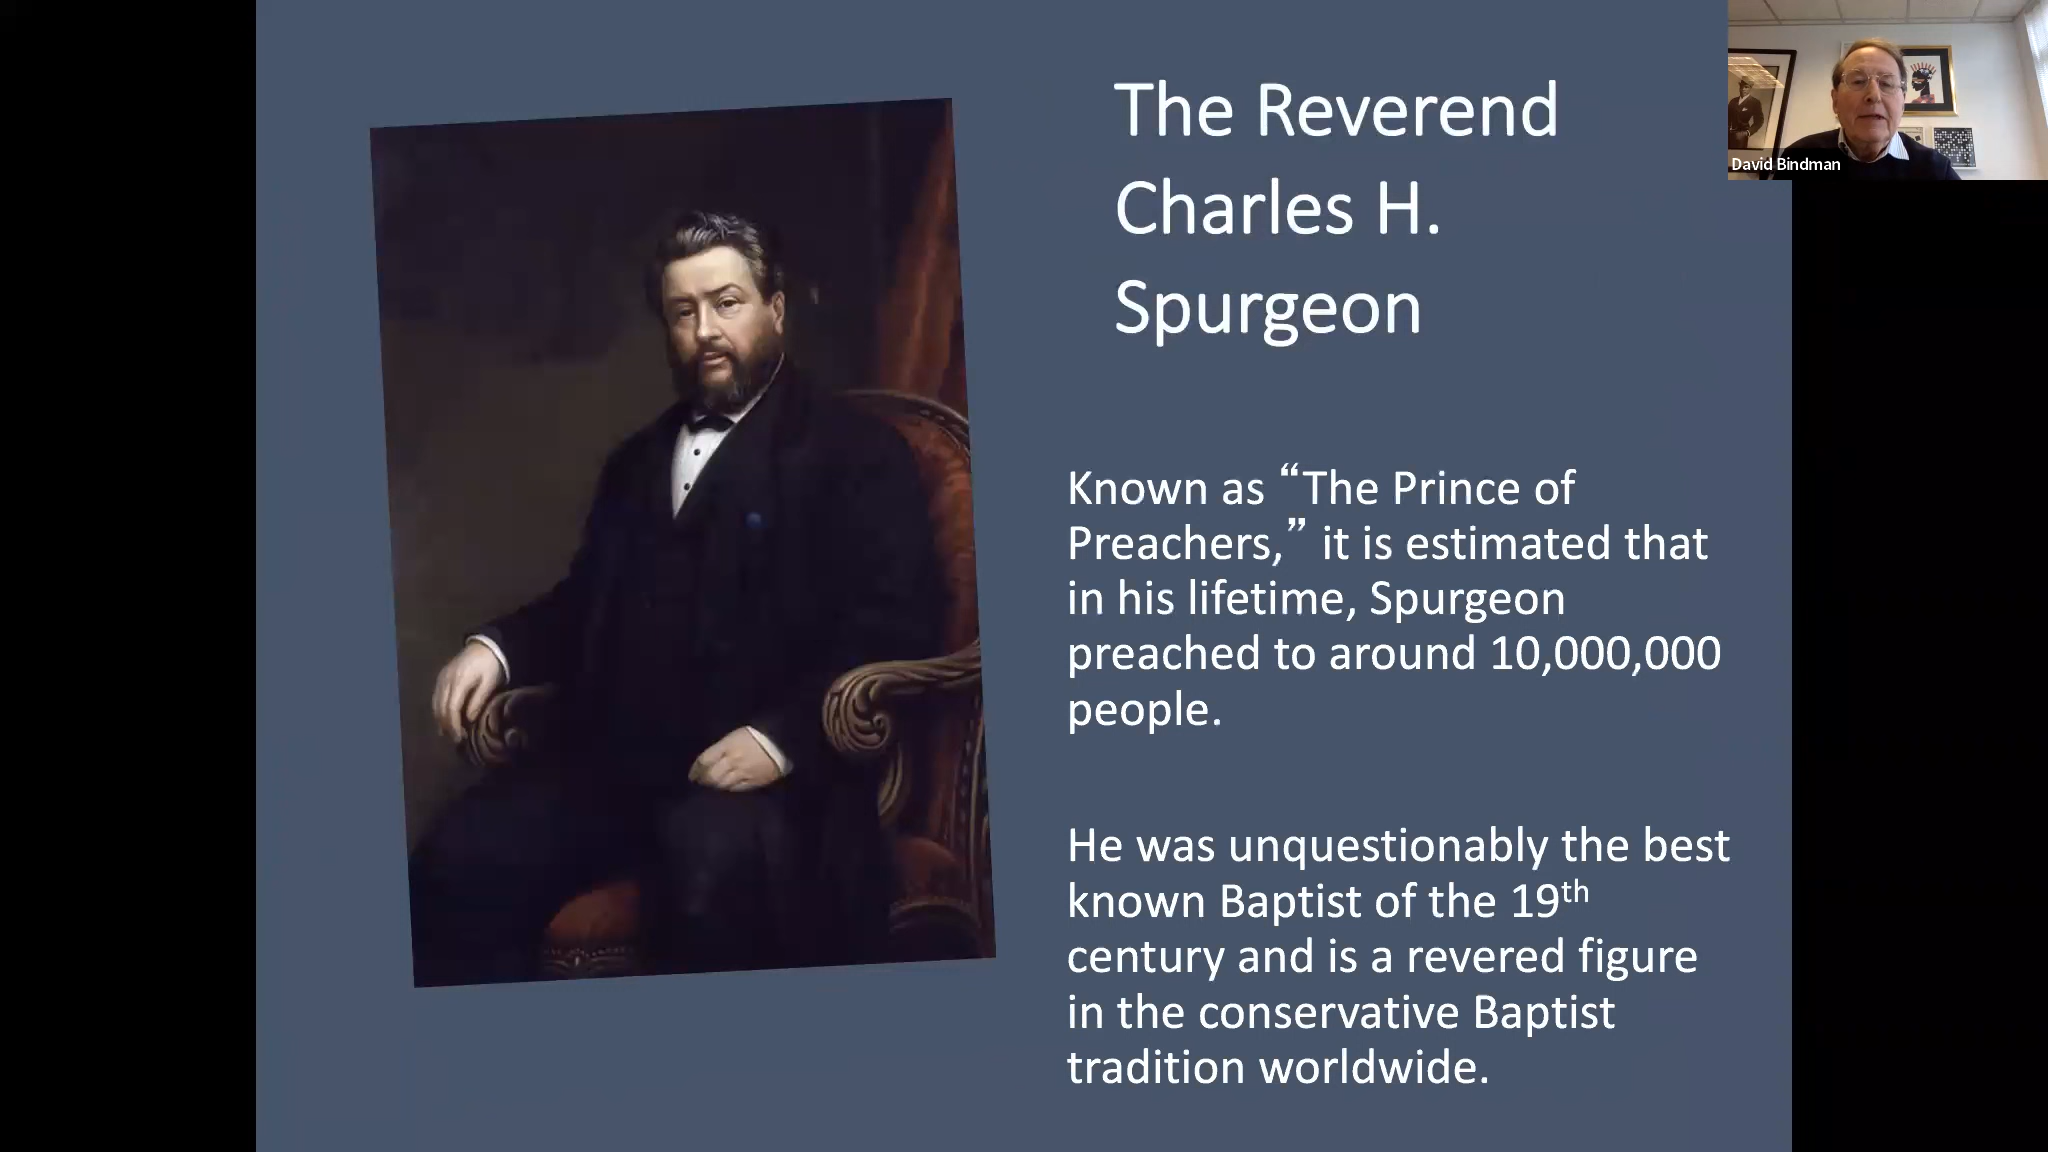 The Reverend
Charles H.
Spurgeon
David Bindman
Known as “The Prince of
Preachers,” it is estimated that
in his lifetime, Spurgeon
preached to around 10,000,000
people.
He was unquestionably the best
known Baptist of the 19th
century and is a revered figure
in the conservative Baptist
tradition worldwide.